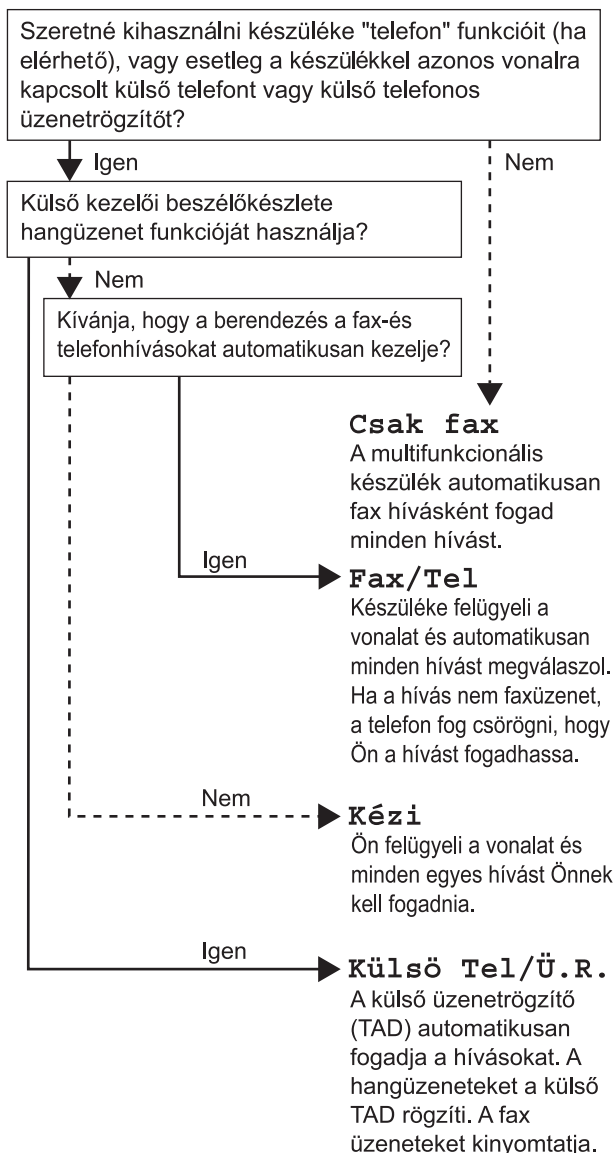 Szeretné kihasználni készüléke "telefon" funkcióit (ha
elérhető), vagy esetleg a készülékkel azonos vonalra
kapcsolt külső telefont vagy külső telefonos
üzenetrögzítőt?
Igen
Nem
Külső kezelői beszélőkészlete
hangüzenet funkcióját használja?
Nem
Kívánja, hogy a berendezés a fax-és
telefonhívásokat automatikusan kezelje?
Csak fax
A multifunkcionális
készülék automatikusan
fax hívásként fogad
minden hívást.
Igen
Fax/Tel
Készüléke felügyeli a
vonalat és automatikusan
minden hívást megválaszol.
Ha a hívás nem faxüzenet,
a telefon fog csörögni, hogy
Ön a hívást fogadhassa.
Nem
Kézi
Ön felügyeli a vonalat és
minden egyes hívást Önnek
kell fogadnia.
Igen
Külsö Tel/Ü.R.
A külső üzenetrögzítő
(TAD) automatikusan
fogadja a hívásokat. A
hangüzeneteket a külső
TAD rögzíti. A fax
üzeneteket kinyomtatja.